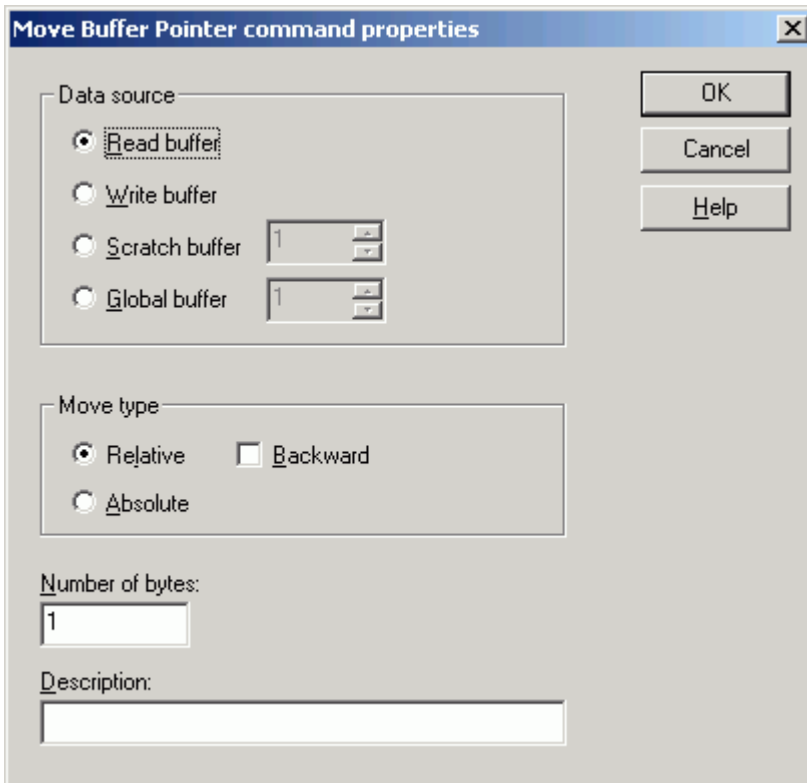 Move Buffer Pointer command properties
Data source
Read buffer
Write buffer
Scratch buffer 1
Global buffer 1
OK
Cancel
Help
Move type
Relative Backward
Absolute
Number of bytes:
1
Description: